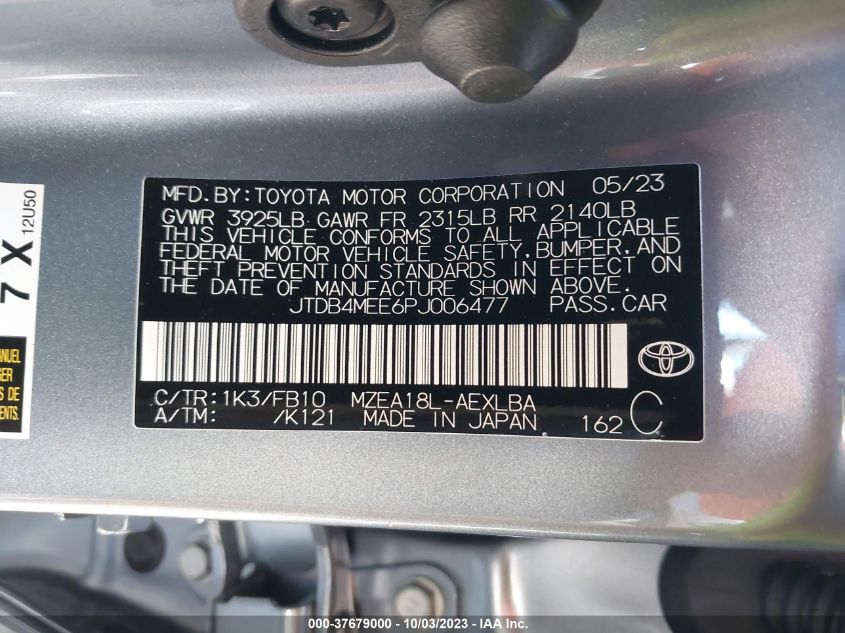 MFD.BY:TOYOTA MOTOR CORPORATION 05/23
GVWR 3925LB GAWR FR 2315LB RR 2140LB
THIS VEHICLE CONFORMS TO ALL APPLICABLE
FEDERAL MOTOR VEHICLE SAFETY, BUMPER, AND
THEFT PREVENTION STANDARDS IN EFFECT ON
THE DATE OF MANUFACTURE SHOWN ABOVE.
JTDB4MEE6PJ006477 PASS.CAR
C/TR:1K3/FB10 MZEA18L-AEXLBA
A/TM: /K121 MADE IN JAPAN 162 C
7 X
12U50
ANUEL
GER
000-37679000 - 10/03/2023 - IAA Inc.